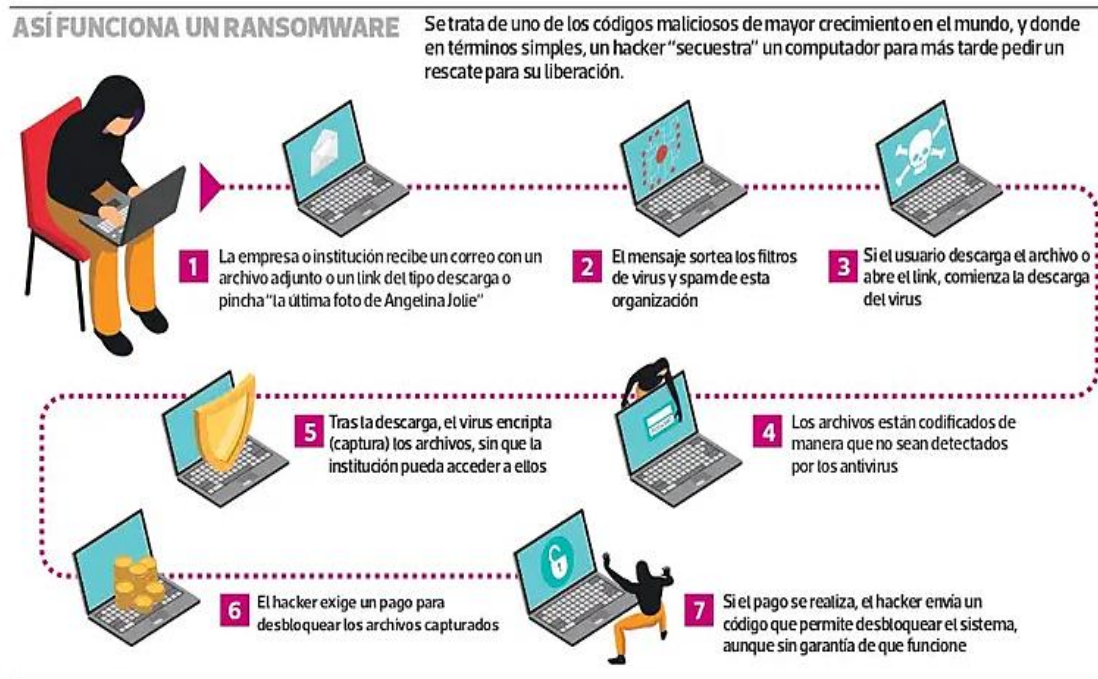 ASÍ FUNCIONA UN RANSOMWARE
Se trata de uno de los códigos maliciosos de mayor crecimiento en el mundo, y donde
en términos simples, un hacker “secuestra” un computador para más tarde pedir un
rescate para su liberación.
1
La empresa o institución recibe un correo con un
archivo adjunto o un link del tipo descarga o
pincha “la última foto de Angelina Jolie”
2
El mensaje sortea los filtros
de virus y spam de esta
organización
3
Si el usuario descarga el archivo o
abre el link, comienza la descarga
del virus
4
Los archivos están codificados de
manera que no sean detectados
por los antivirus
5
Tras la descarga, el virus encripta
(captura) los archivos, sin que la
institución pueda acceder a ellos
6
El hacker exige un pago para
desbloquear los archivos capturados
7
Si el pago se realiza, el hacker envía un
código que permite desbloquear el sistema,
aunque sin garantía de que funcione